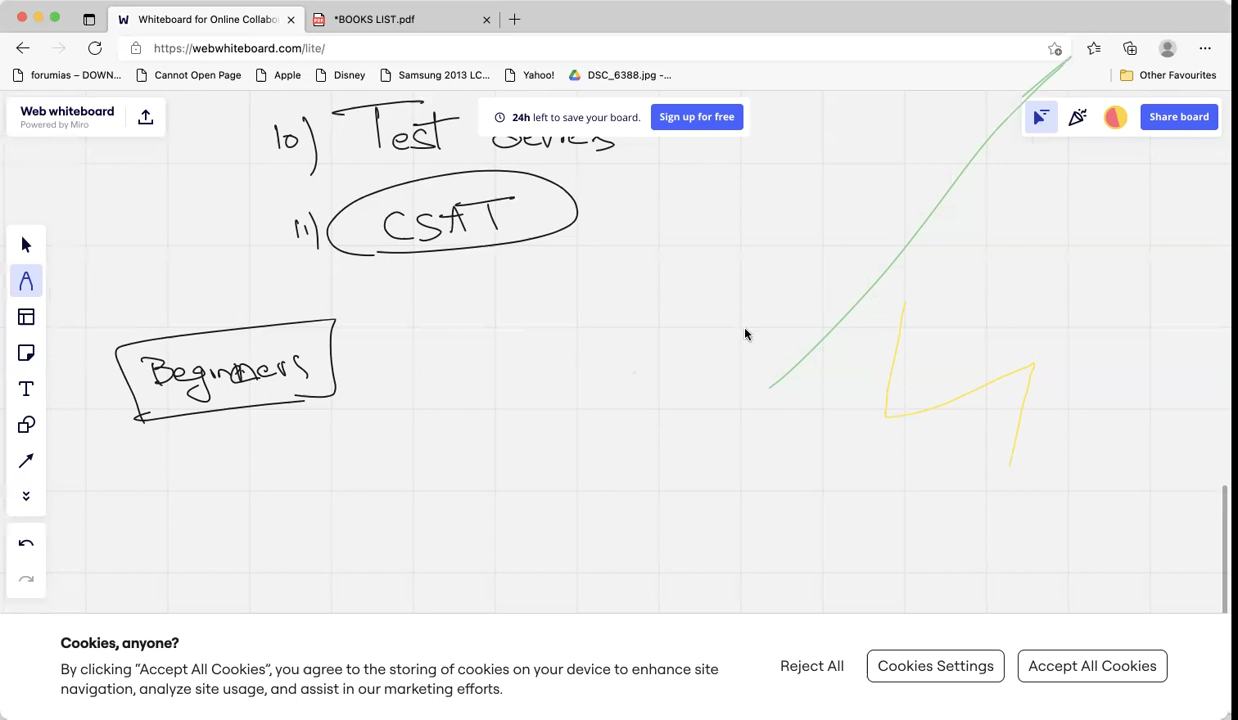 Whiteboard for Online Collabo
*BOOKS LIST.pdf
https://webwhiteboard.com/lite/
forumias – DOWN...
Cannot Open Page
Apple
Disney
Samsung 2013 LC...
Yahoo!
DSC_6388.jpg -...
Other Favourites
Web whiteboard
Powered by Miro
24h left to save your board.
Sign up for free
Share board
10) Test Series
11) CSAT
Beginners
Cookies, anyone?
By clicking “Accept All Cookies”, you agree to the storing of cookies on your device to enhance site
navigation, analyze site usage, and assist in our marketing efforts.
Reject All
Cookies Settings
Accept All Cookies